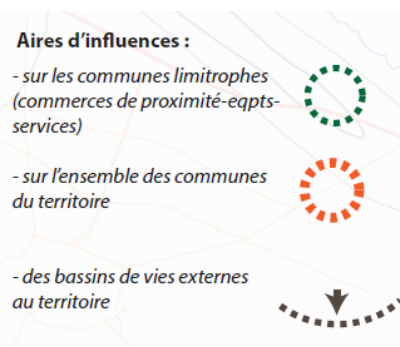 Aires d’influences :
- sur les communes limitrophes
(commerces de proximité-eqpts-
services)
- sur l’ensemble des communes
du territoire
- des bassins de vies externes
au territoire